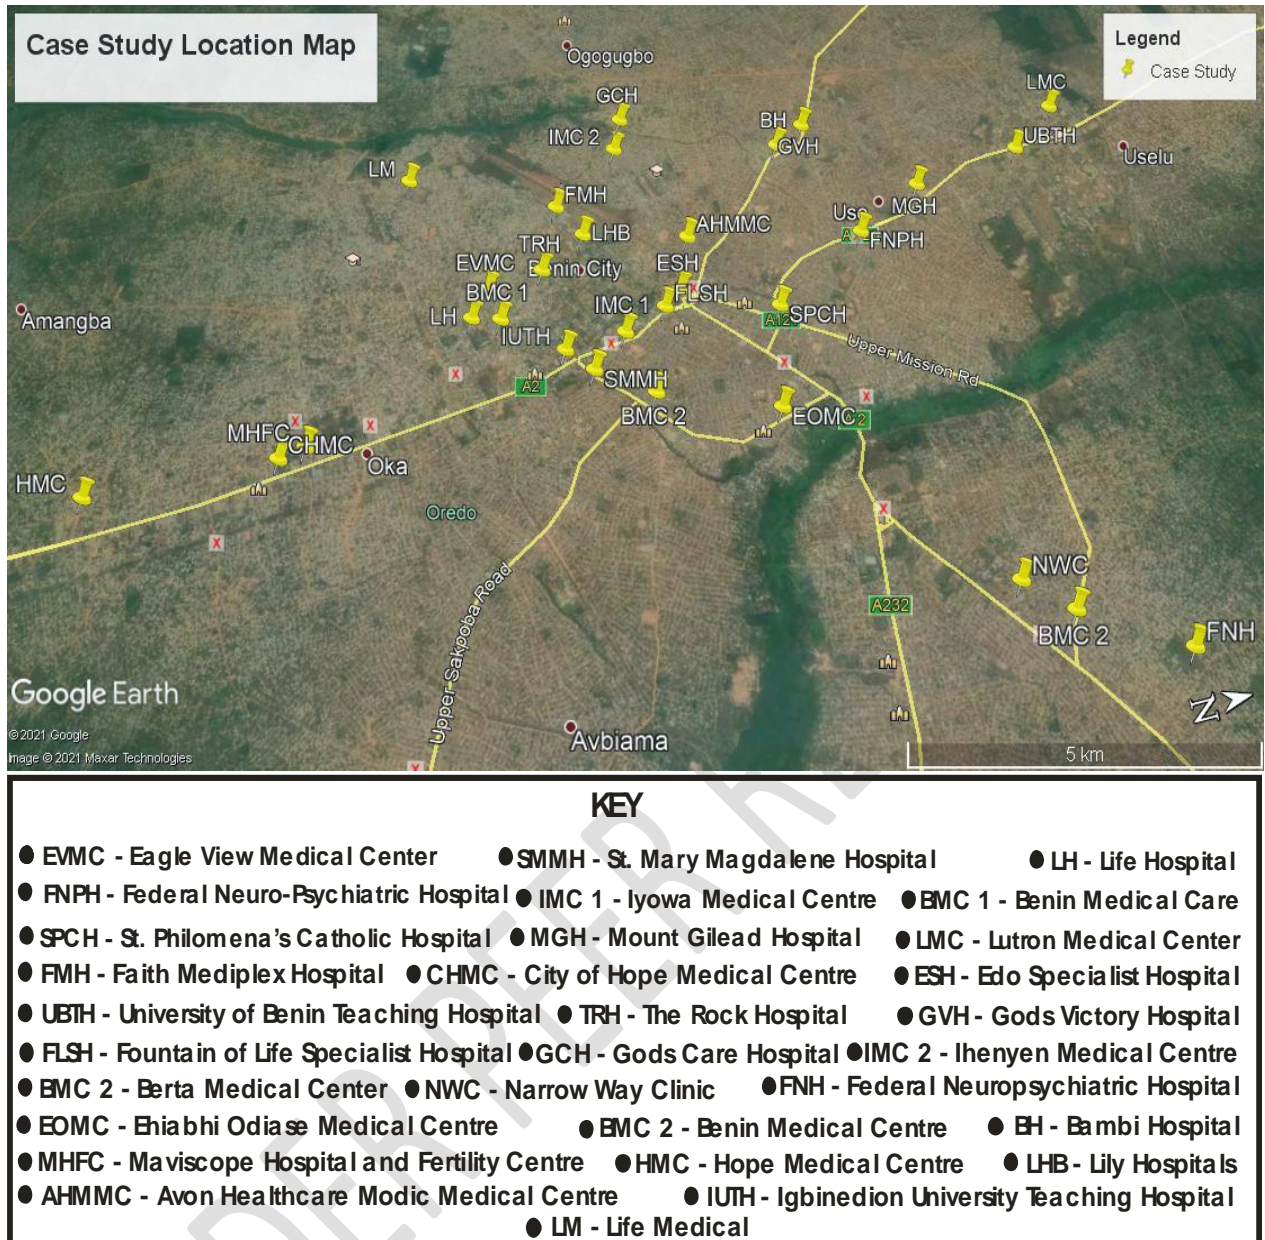 Case Study Location Map
Legend
Case Study
Ogogugbo
GCH
IMC 2
BH
GVH
LMC
UBTH
Uselu
LM
FMH
LHB
AHMMC
Use
MGH
FNPH
TRH
Benin City
EVMC
ESH
BMC 1
IMC 1
FLSH
LH
SPCH
Amangba
IUTH
Upper Mission Rd
A2
SMMH
BMC 2
EOMC
MHFC
CHMC
Oka
HMC
Oredo
NWC
Upper Sakpoba Road
A232
BMC 2
FNH
Google Earth
N
© 2021 Google
Image © 2021 Maxar Technologies
Avbiama
5 km
KEY
EVMC - Eagle View Medical Center SMMH - St. Mary Magdalene Hospital LH - Life Hospital
FNPH - Federal Neuro-Psychiatric Hospital IMC 1 - Iyowa Medical Centre BMC 1 - Benin Medical Care
SPCH - St. Philomena's Catholic Hospital MGH - Mount Gilead Hospital LMC - Lutron Medical Center
FMH - Faith Mediplex Hospital CHMC - City of Hope Medical Centre ESH - Edo Specialist Hospital
UBTH - University of Benin Teaching Hospital TRH - The Rock Hospital GVH - Gods Victory Hospital
FLSH - Fountain of Life Specialist Hospital GCH - Gods Care Hospital IMC 2 - Ihenyen Medical Centre
BMC 2 - Berta Medical Center NWC - Narrow Way Clinic FNH - Federal Neuropsychiatric Hospital
EOMC - Ehiabhi Odiase Medical Centre BMC 2 - Benin Medical Centre BH - Bambi Hospital
MHFC - Maviscope Hospital and Fertility Centre HMC - Hope Medical Centre LHB - Lily Hospitals
AHMMC - Avon Healthcare Modic Medical Centre IUTH - Igbinedion University Teaching Hospital
LM - Life Medical